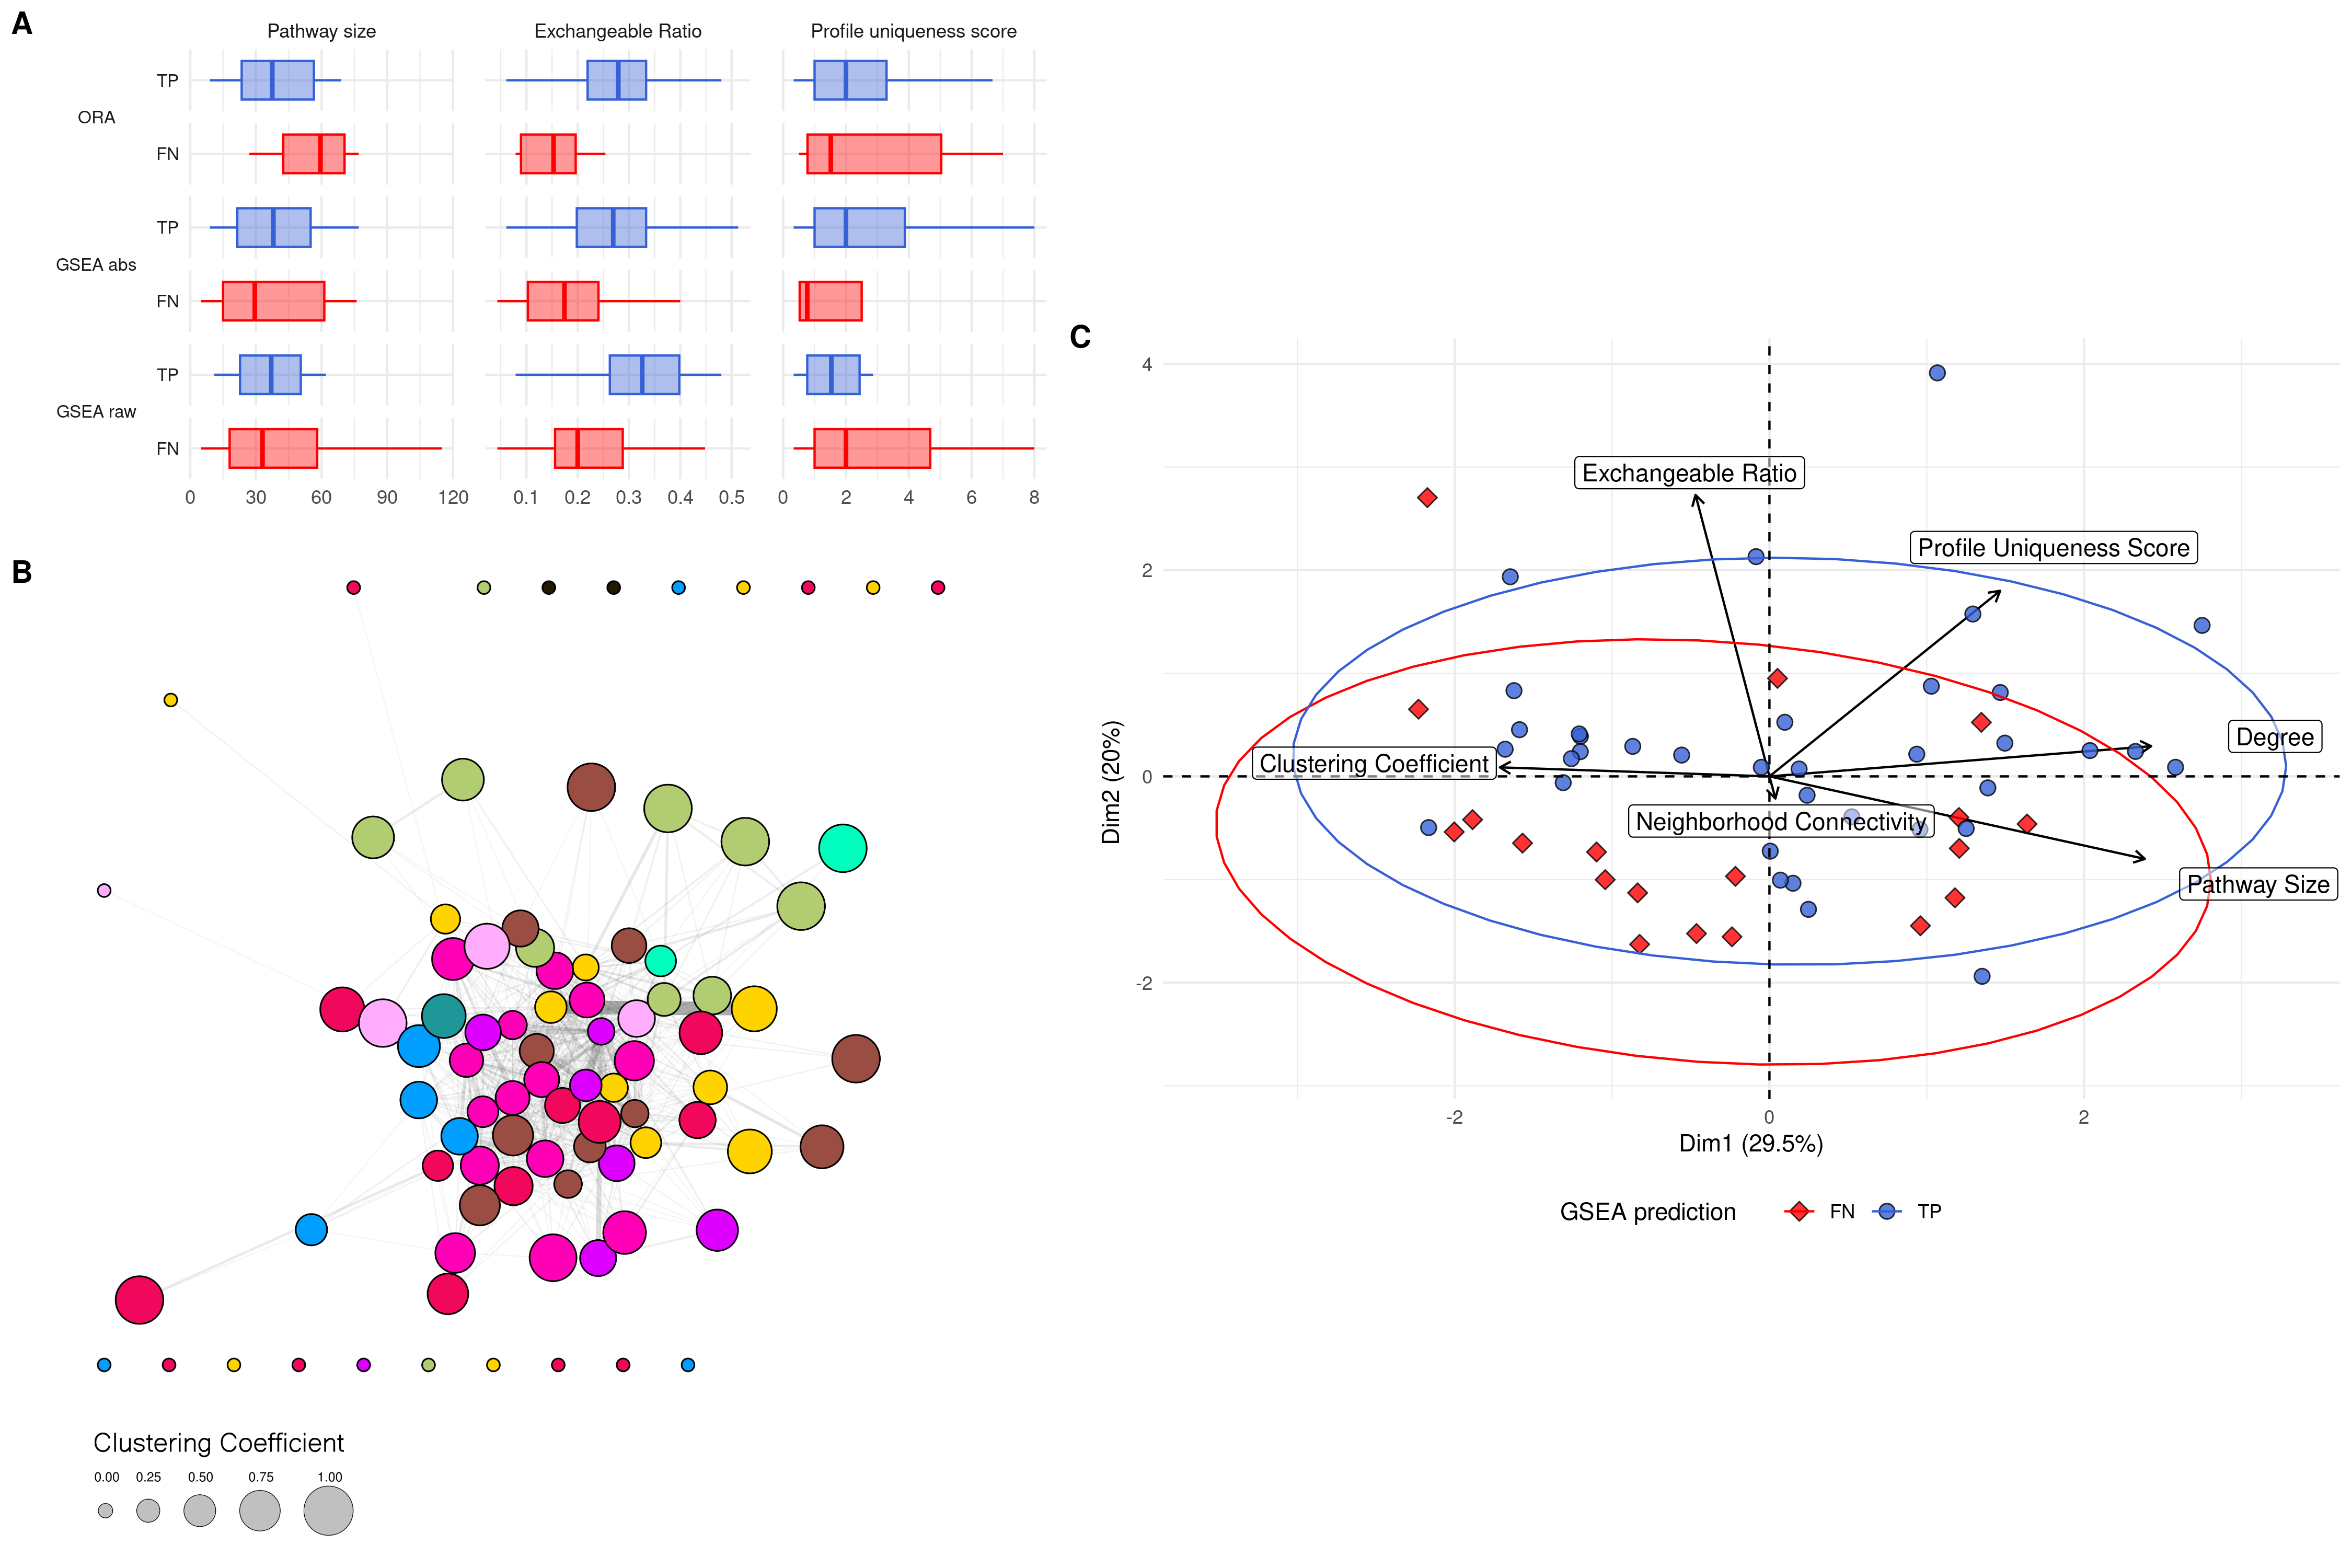 A
Pathway size
Exchangeable Ratio
Profile uniqueness score
TP
ORA
FN
TP
GSEA abs
FN
TP
GSEA raw
FN
0 30 60 90 120
0.1 0.2 0.3 0.4 0.5
0 2 4 6 8
B
Clustering Coefficient
0.00 0.25 0.50 0.75 1.00
C
4
2
0
-2
Dim2 (20%)
Exchangeable Ratio
Profile Uniqueness Score
Degree
Clustering Coefficient
Neighborhood Connectivity
Pathway Size
-2 0 2
Dim1 (29.5%)
GSEA prediction FN TP